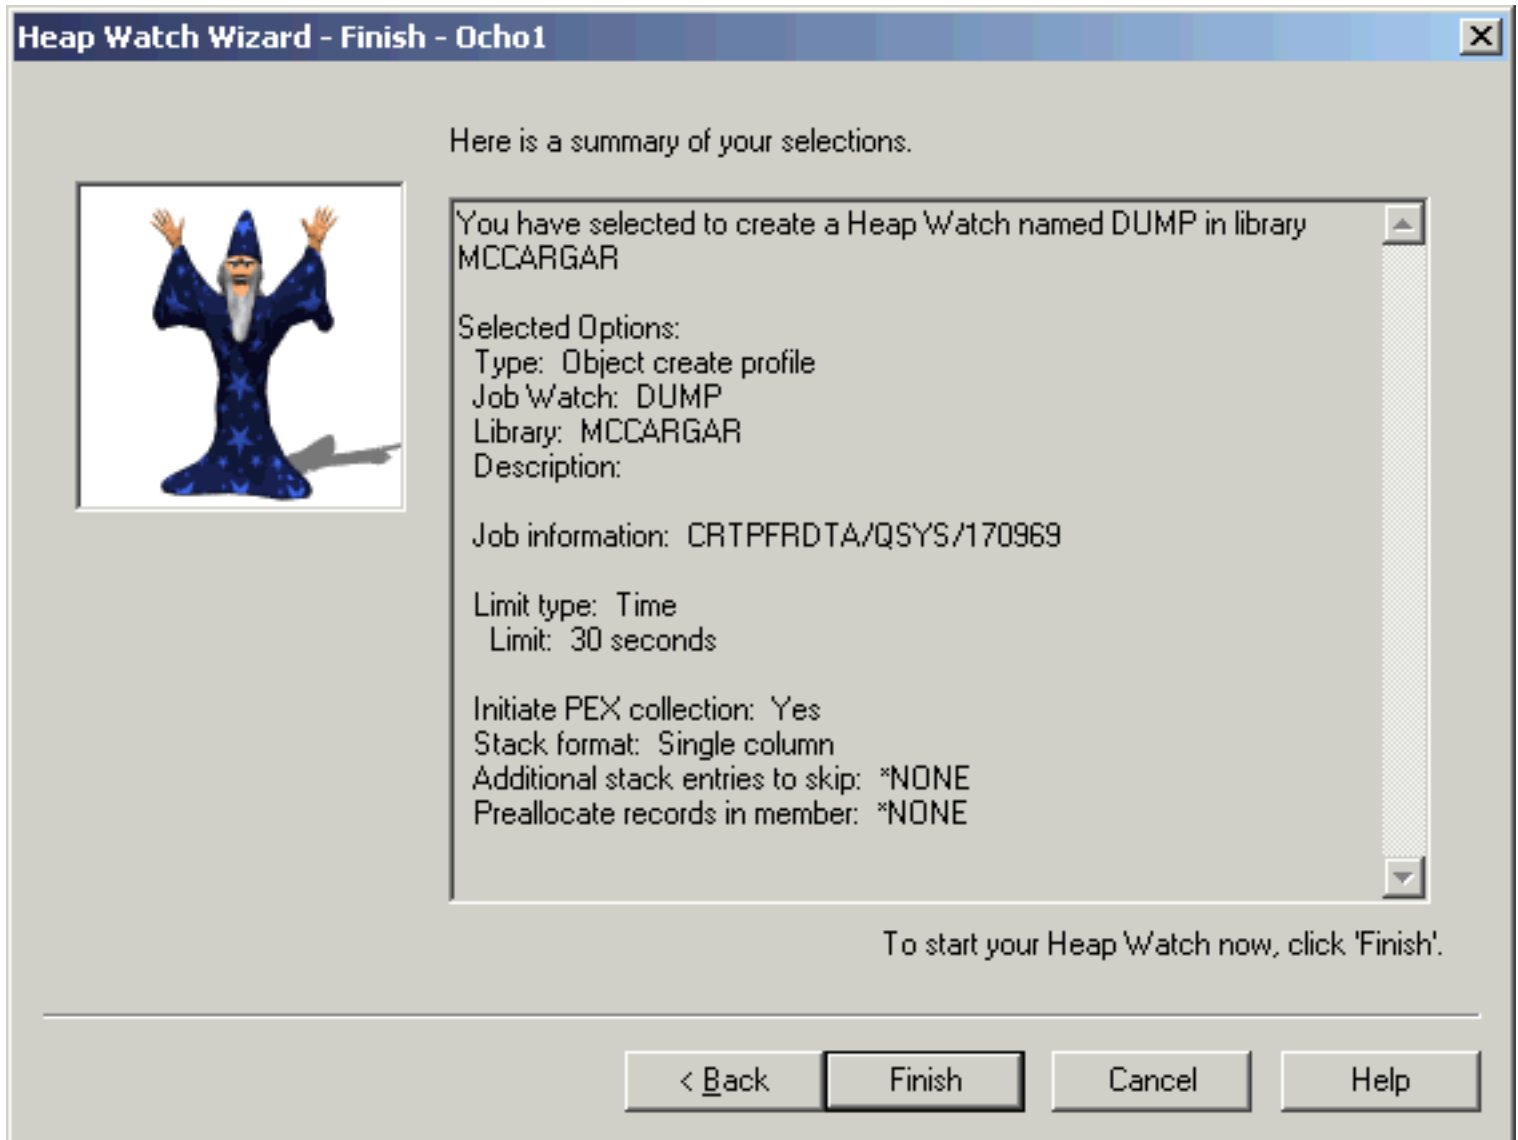 Heap Watch Wizard - Finish - Ocho1
Here is a summary of your selections.
You have selected to create a Heap Watch named DUMP in library
MCCARGAR
Selected Options:
Type:  Object create profile
Job Watch:  DUMP
Library:  MCCARGAR
Description:
Job information:  CRTPFRDTA/QSYS/170969
Limit type:  Time
Limit:  30 seconds
Initiate PEX collection:  Yes
Stack format:  Single column
Additional stack entries to skip:  *NONE
Preallocate records in member:  *NONE
To start your Heap Watch now, click 'Finish'.
< Back
Finish
Cancel
Help